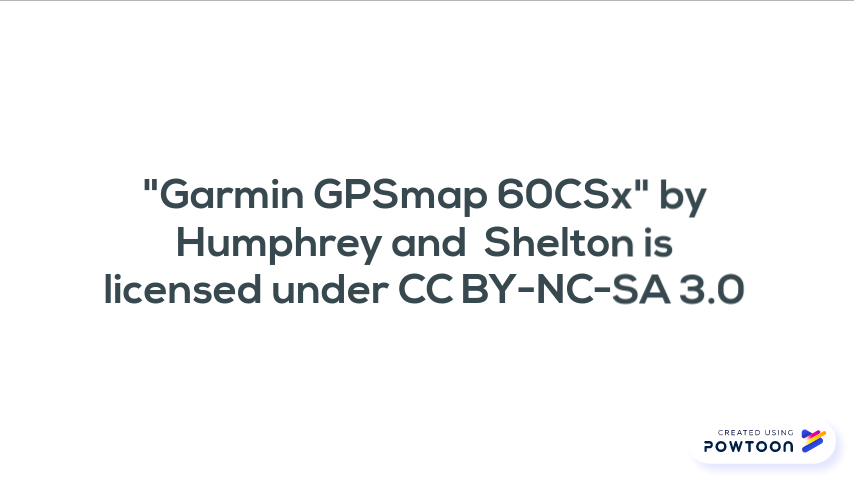 "Garmin GPSmap 60CSx" by
Humphrey and  Shelton is
licensed under CC BY-NC-SA 3.0
CREATED USING
POWTOON